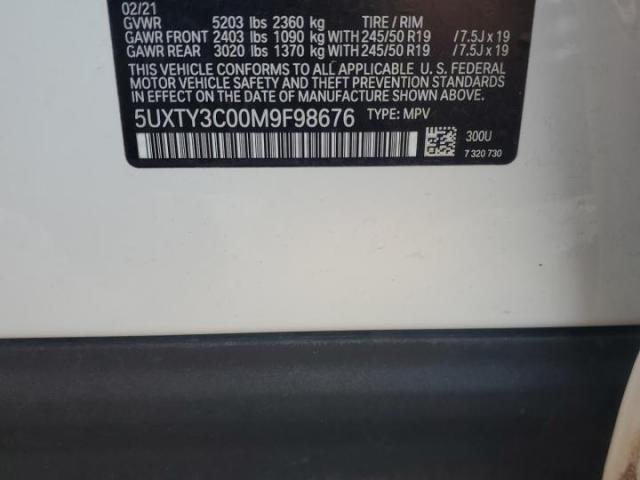 02/21
GVWR 5203 lbs 2360 kg TIRE / RIM
GAWR FRONT 2403 lbs 1090 kg WITH 245/50 R19 /7.5J x 19
GAWR REAR 3020 lbs 1370 kg WITH 245/50 R19 /7.5J x 19
THIS VEHICLE CONFORMS TO ALL APPLICABLE U.S. FEDERAL
MOTOR VEHICLE SAFETY AND THEFT PREVENTION STANDARDS
IN EFFECT ON THE DATE OF MANUFACTURE SHOWN ABOVE.
5UXTY3C00M9F98676 TYPE: MPV
300U
7 320 730